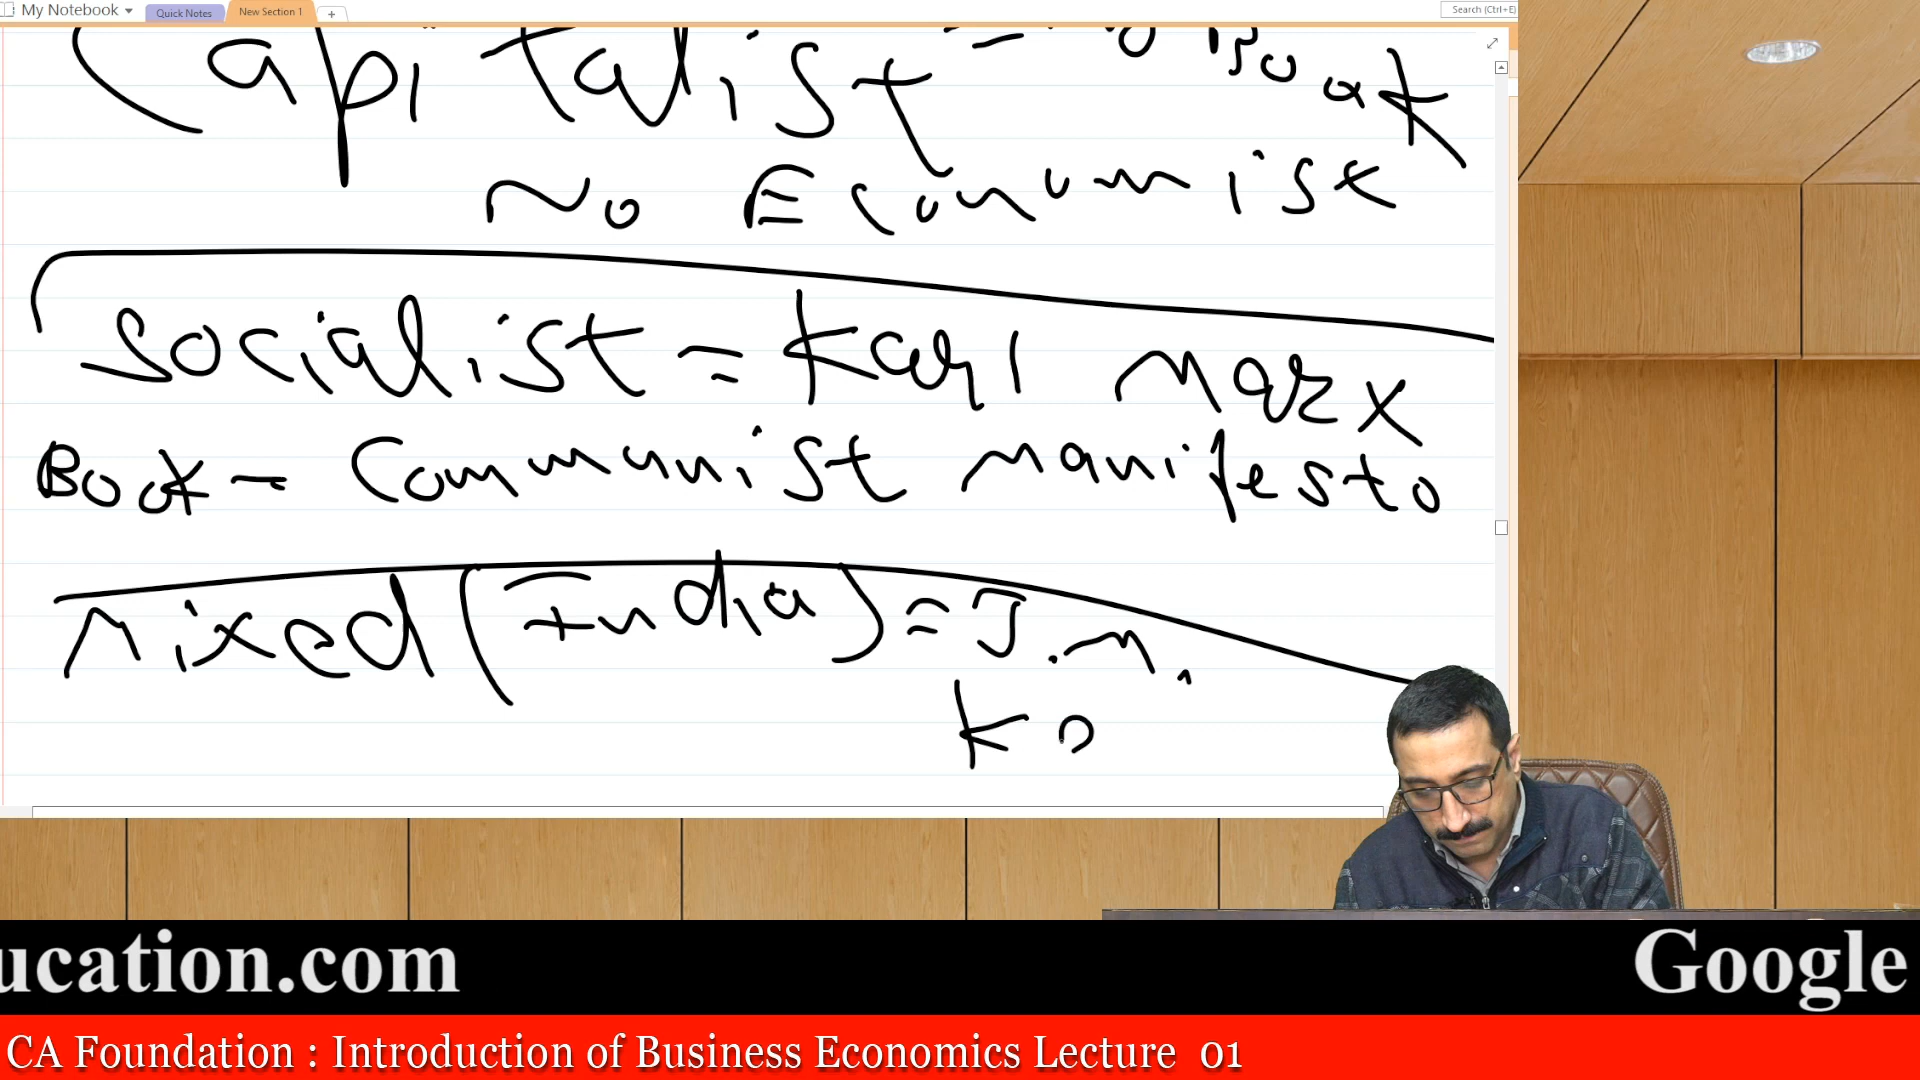 My Notebook Quick Notes New Section 1 + Search (Ctrl+E)
Capitalist = No Book
No Economist
Socialist = Karl Marx
Book - Communist Manifesto
Mixed (India) = J.M.
K
ucation.com Google
CA Foundation : Introduction of Business Economics Lecture 01